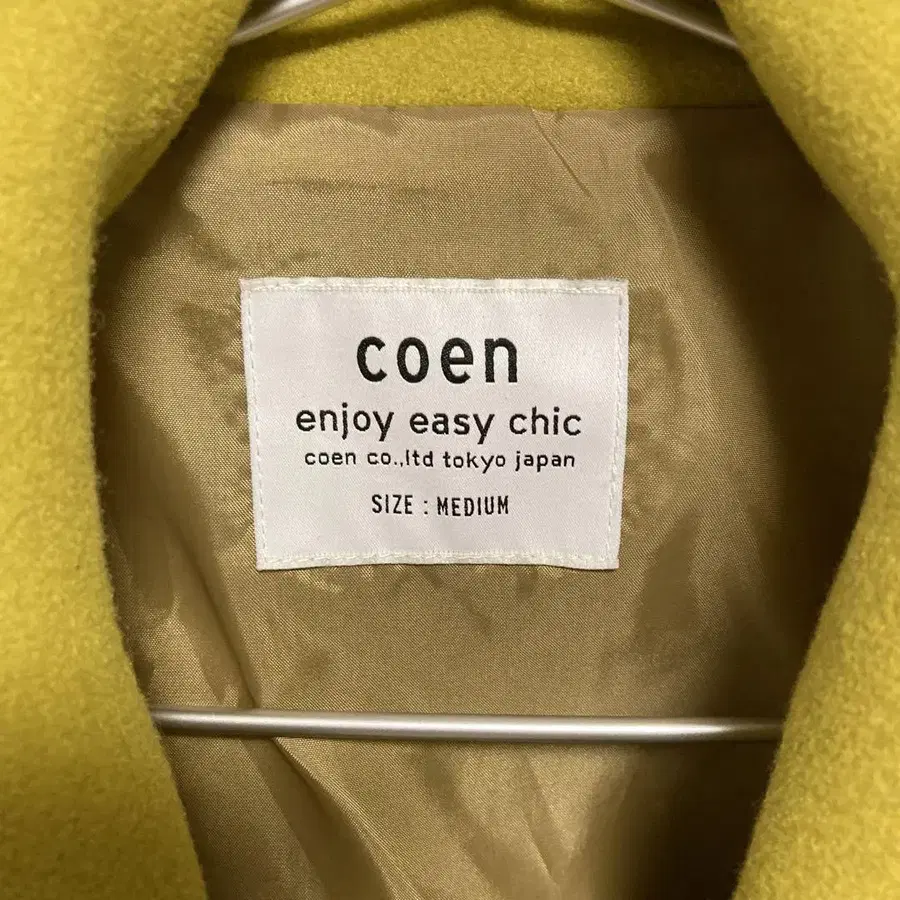 coen
enjoy easy chic
coen co.,ltd tokyo japan
SIZE : MEDIUM